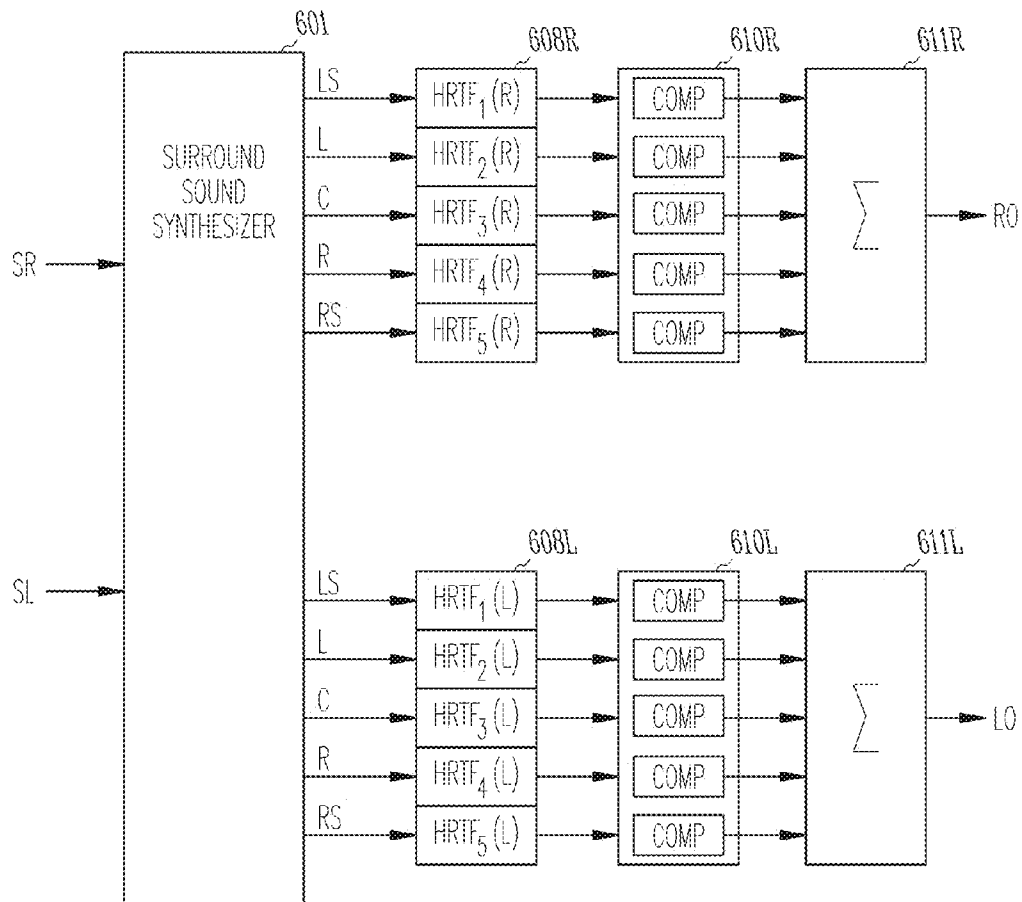 601
608R
610R
611R
SURROUND
SOUND
SYNTHESIZER
SR
SL
LS
L
C
R
RS
HRTF1(R)
HRTF2(R)
HRTF3(R)
HRTF4(R)
HRTF5(R)
COMP
COMP
COMP
COMP
COMP
Σ
RO
608L
610L
611L
LS
L
C
R
RS
HRTF1(L)
HRTF2(L)
HRTF3(L)
HRTF4(L)
HRTF5(L)
COMP
COMP
COMP
COMP
COMP
Σ
LO